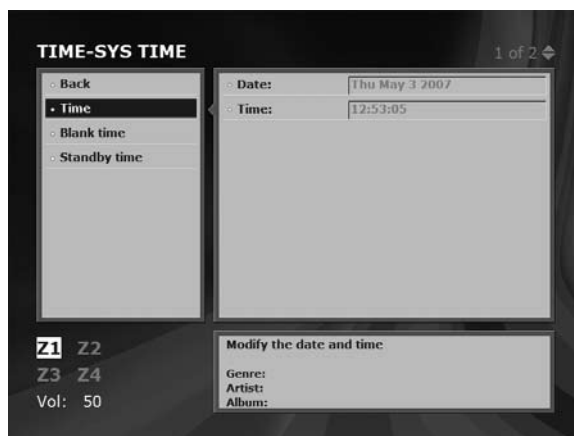 TIME-SYS TIME
1 of 2
Back
Time
Blank time
Standby time
Date: Thu May 3 2007
Time: 12:53:05
Z1 Z2
Z3 Z4
Vol: 50
Modify the date and time
Genre:
Artist:
Album: